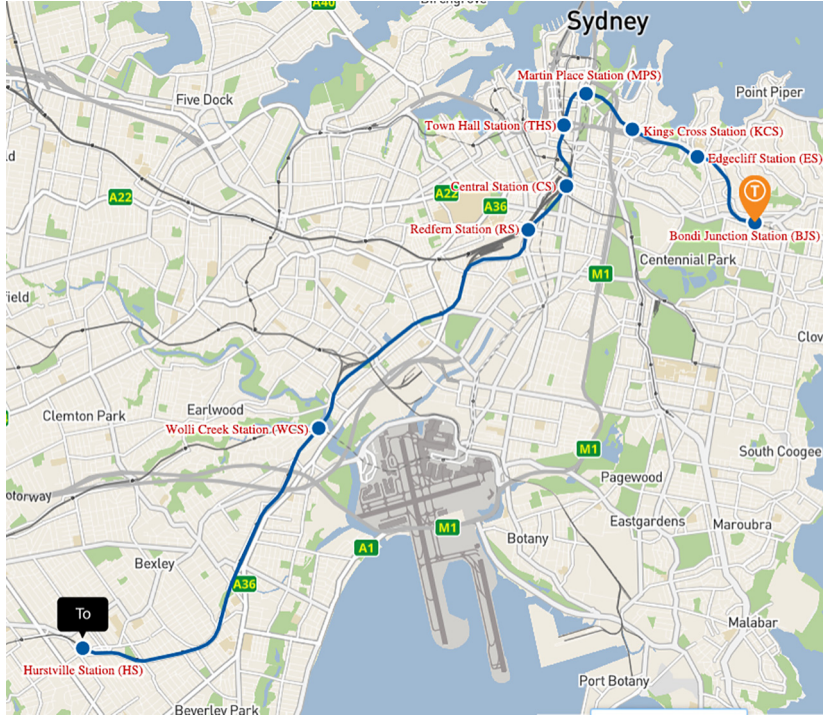 A40
Sydney
Martin Place Station (MPS)
Five Dock
Point Piper
Town Hall Station (THS)
Kings Cross Station (KCS)
Edgecliff Station (ES)
A22
A22
Central Station (CS)
A36
T
Redfern Station (RS)
Bondi Junction Station (BJS)
Centennial Park
M1
Clemton Park
Earlwood
Wolli Creek Station (WCS)
M1
South Coogee
Pagewood
M1
Eastgardens
Maroubra
Botany
A1
Bexley
A36
To
Malabar
Hurstville Station (HS)
Port Botany
Beverley Park